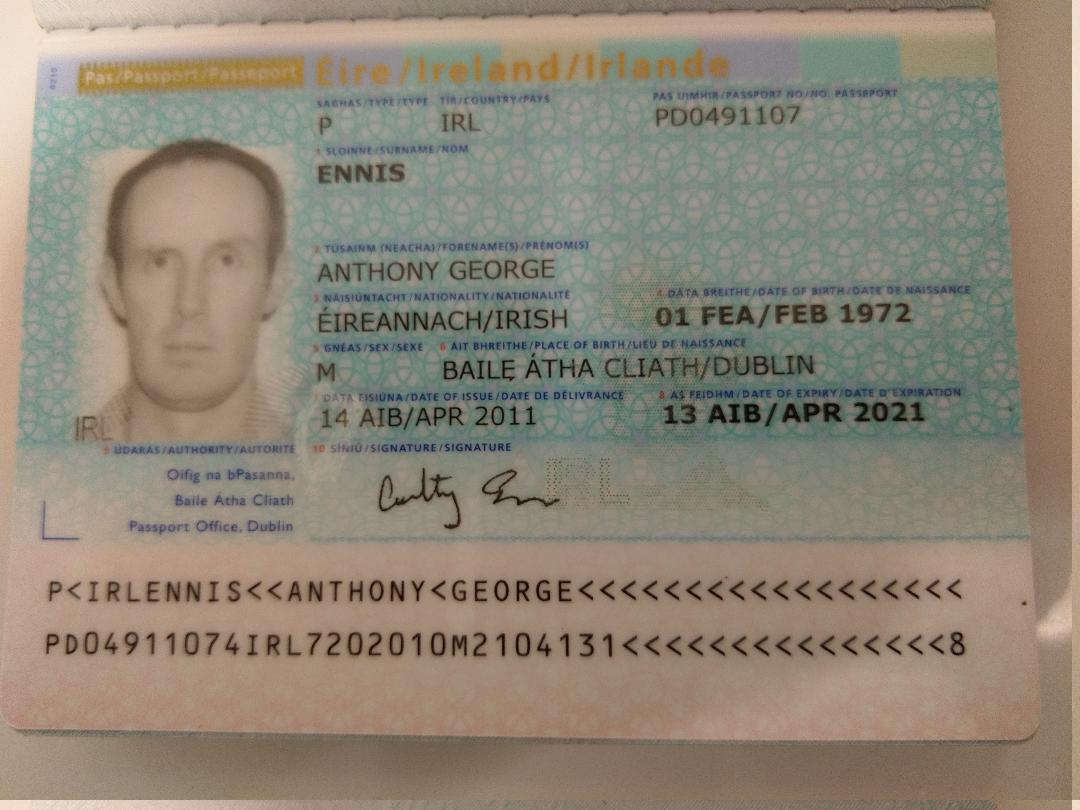 Pas/Passport/Passeport Éire/Ireland/Irlande
SAGHAS/TYPE/TYPE TÍR/COUNTRY/PAYS PAS UIMHIR/PASSPORT NO/NO. PASSEPORT
P IRL PD0491107
1 SLOINNE/SURNAME/NOM
ENNIS
2 TÚSAINM (NEACHA)/FORENAME(S)/PRÉNOM(S)
ANTHONY GEORGE
3 NÁISIÚNTACHT/NATIONALITY/NATIONALITÉ 4 DÁTA BREITHE/DATE OF BIRTH/DATE DE NAISSANCE
ÉIREANNACH/IRISH 01 FEA/FEB 1972
5 GNÉAS/SEX/SEXE 6 ÁIT BHREITHE/PLACE OF BIRTH/LIEU DE NAISSANCE
M BAILE ÁTHA CLIATH/DUBLIN
7 DÁTA EISIÚNA/DATE OF ISSUE/DATE DE DÉLIVRANCE 8 AS FEIDHM/DATE OF EXPIRY/DATE D'EXPIRATION
14 AIB/APR 2011 13 AIB/APR 2021
IRL
9 ÚDARÁS/AUTHORITY/AUTORITÉ 10 SÍNIÚ/SIGNATURE/SIGNATURE
Oifig na bPasanna,
Baile Átha Cliath
Passport Office, Dublin
IRL
P<IRLENNIS<<ANTHONY<GEORGE<<<<<<<<<<<<<<<<<<
PD04911074IRL7202010M2104131<<<<<<<<<<<<<<<8